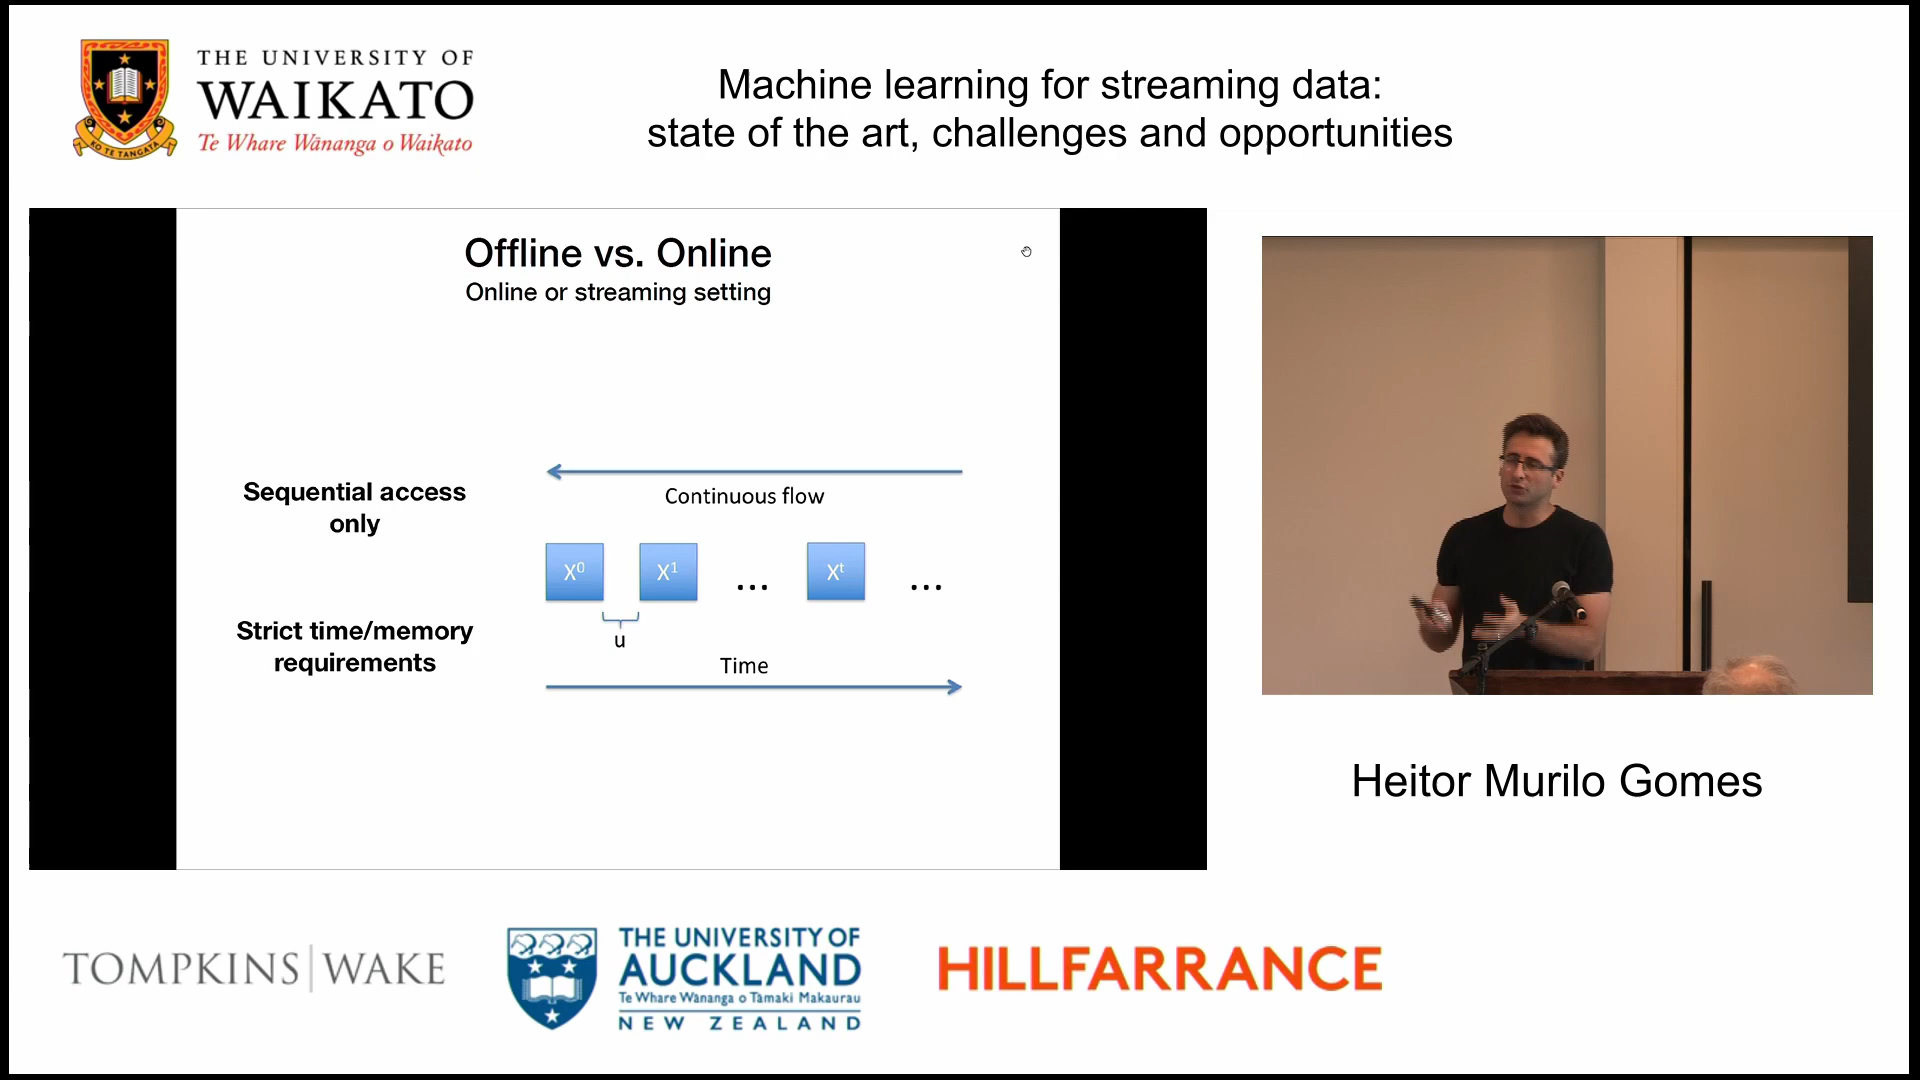 THE UNIVERSITY OF
WAIKATO
Te Whare Wānanga o Waikato
KO TE TANGATA
Machine learning for streaming data:
state of the art, challenges and opportunities
Offline vs. Online
Online or streaming setting
Sequential access
only
Strict time/memory
requirements
Continuous flow
X⁰ X¹ ... Xᵗ ...
u
Time
Heitor Murilo Gomes
TOMPKINS|WAKE
THE UNIVERSITY OF
AUCKLAND
Te Whare Wānanga o Tāmaki Makaurau
NEW ZEALAND
HILLFARRANCE